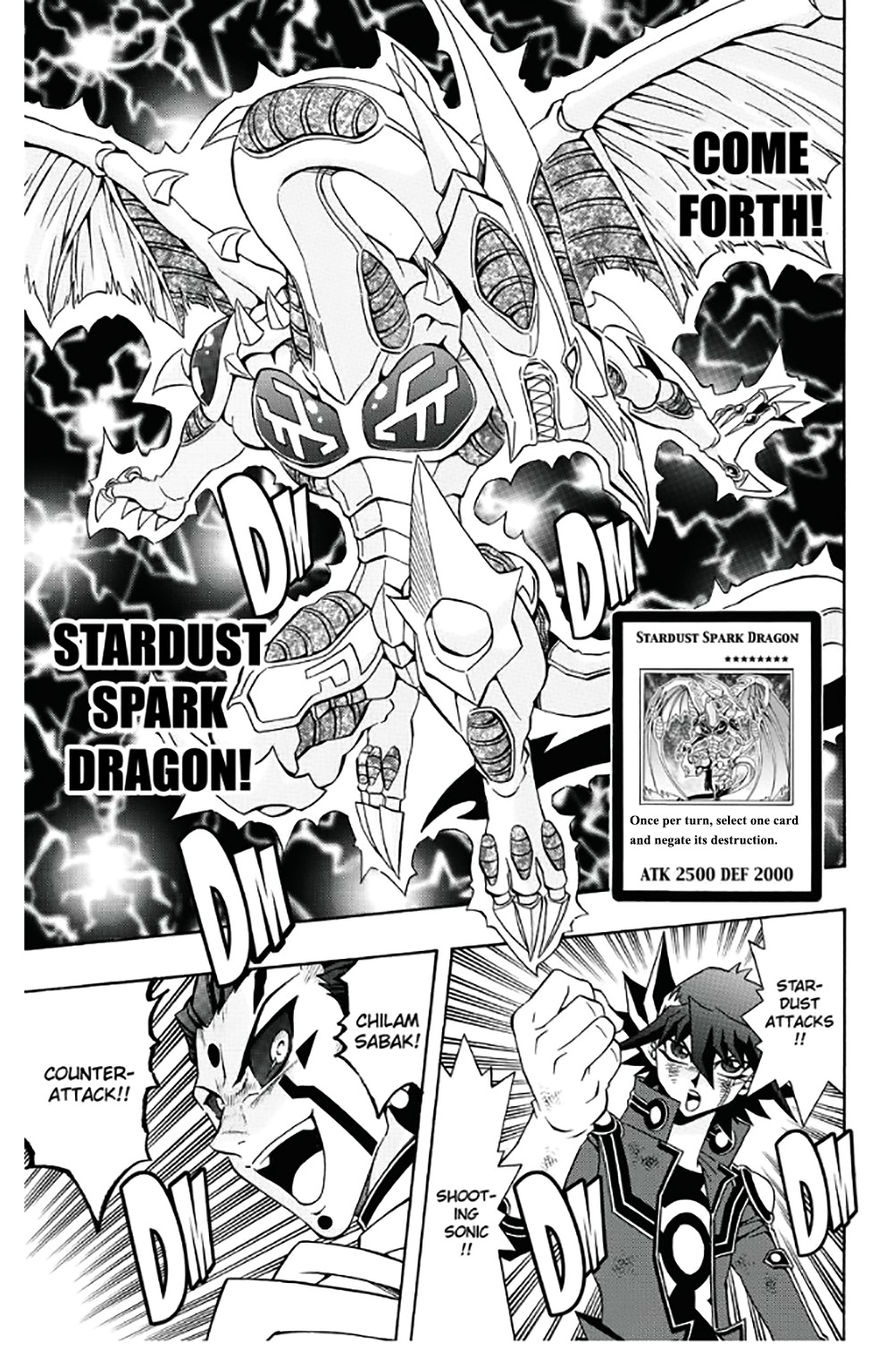 COME
FORTH!
STARDUST
SPARK
DRAGON!
DM
DM
STARDUST SPARK DRAGON
★★★★★★★★
Once per turn, select one card
and negate its destruction.
ATK 2500 DEF 2000
DM
STAR-
DUST
ATTACKS
!!
SHOOT-
ING
SONIC
!!
DM
DM
CHILAM
SABAK!
COUNTER-
ATTACK!!
DM